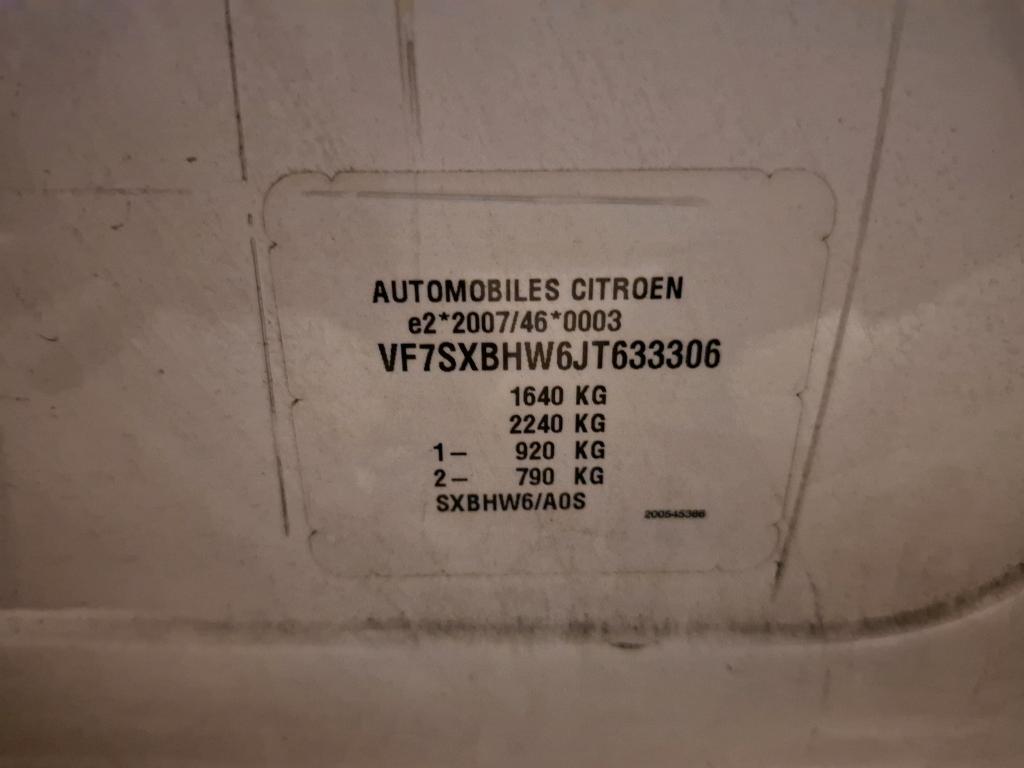 AUTOMOBILES CITROEN
e2*2007/46*0003
VF7SXBHW6JT633306
1640 KG
2240 KG
1– 920 KG
2– 790 KG
SXBHW6/A0S
200545366